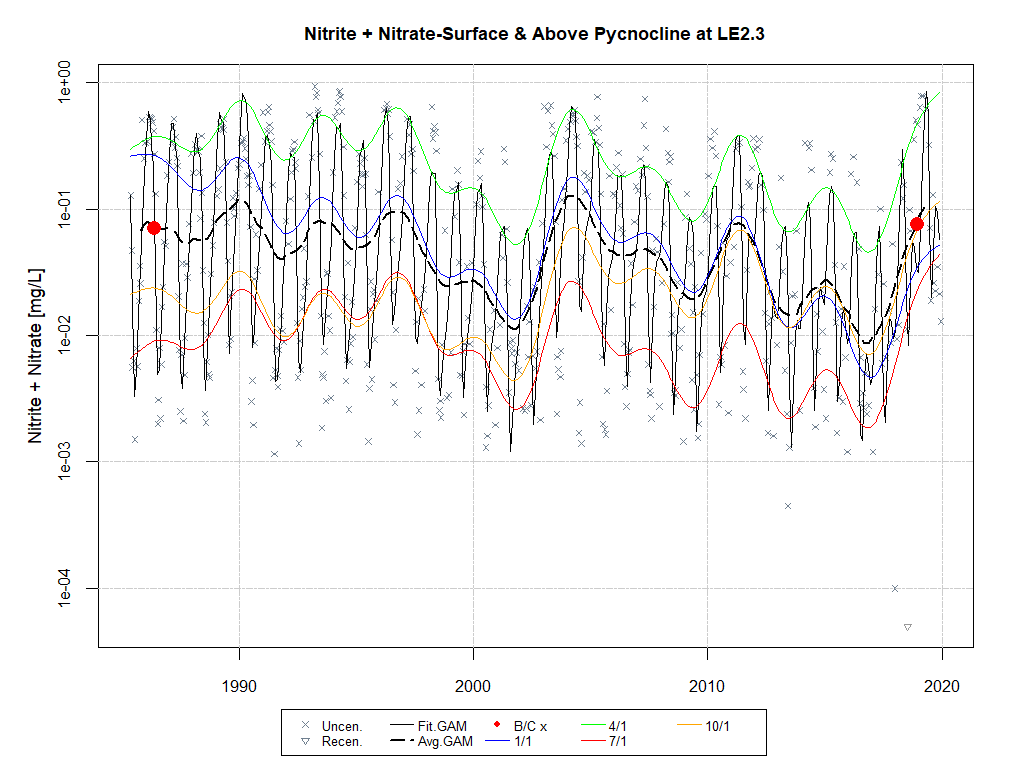 Nitrite + Nitrate-Surface & Above Pycnocline at LE2.3
Nitrite + Nitrate [mg/L]
1e+00
1e-01
1e-02
1e-03
1e-04
1990 2000 2010 2020
Uncen. Fit.GAM B/C x 4/1 10/1
Recen. Avg.GAM 1/1 7/1